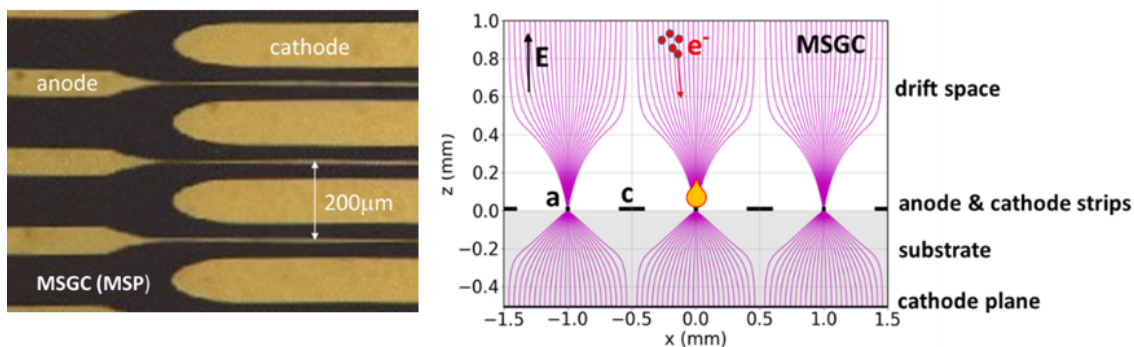 cathode
anode
200μm
MSGC (MSP)
1.0
0.8
0.6
0.4
0.2
0.0
−0.2
−0.4
z (mm)
E
e⁻
MSGC
a
c
−1.5
−1.0
−0.5
0.0
0.5
1.0
1.5
x (mm)
drift space
anode & cathode strips
substrate
cathode plane